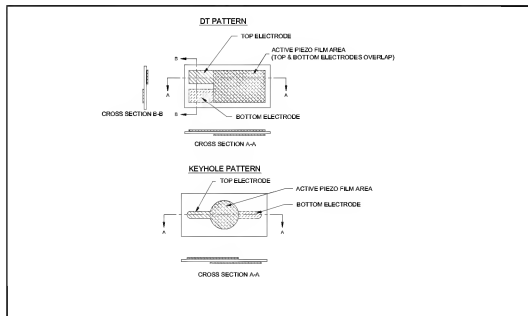 DT PATTERN
TOP ELECTRODE
ACTIVE PIEZO FILM AREA
(TOP & BOTTOM ELECTRODES OVERLAP)
B
A
A
CROSS SECTION B-B
B
BOTTOM ELECTRODE
CROSS SECTION A-A
KEYHOLE PATTERN
TOP ELECTRODE
ACTIVE PIEZO FILM AREA
BOTTOM ELECTRODE
A
A
CROSS SECTION A-A